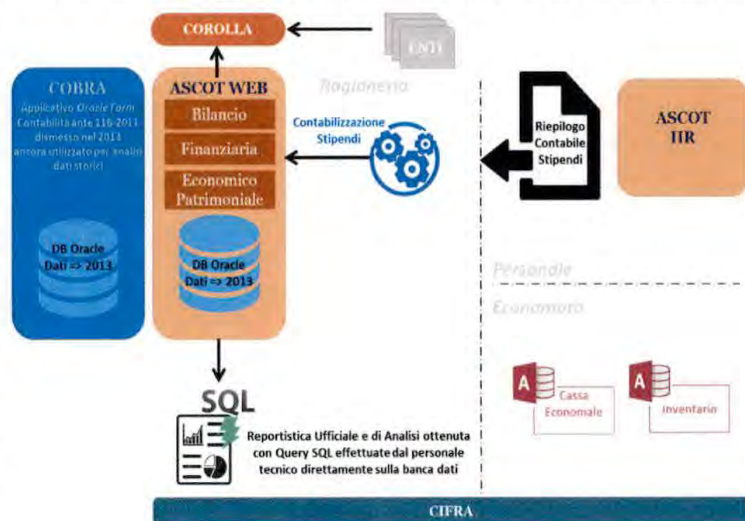 COROLLA
ENTI
COBRA
Applicativo Oracle Form
Contabilità ante 118-2011
dismesso nel 2013
ancora utilizzato per analisi
dati storici
DB Oracle
Dati => 2013
ASCOT WEB
Bilancio
Finanziaria
Economico
Patrimoniale
DB Oracle
Dati => 2013
Ragioneria
Contabilizzazione
Stipendi
Riepilogo
Contabile
Stipendi
ASCOT
HR
Personale
Economato
A
Cassa
Economale
A
Inventario
SQL
Reportistica Ufficiale e di Analisi ottenuta
con Query SQL effettuate dal personale
tecnico direttamente sulla banca dati
CIFRA